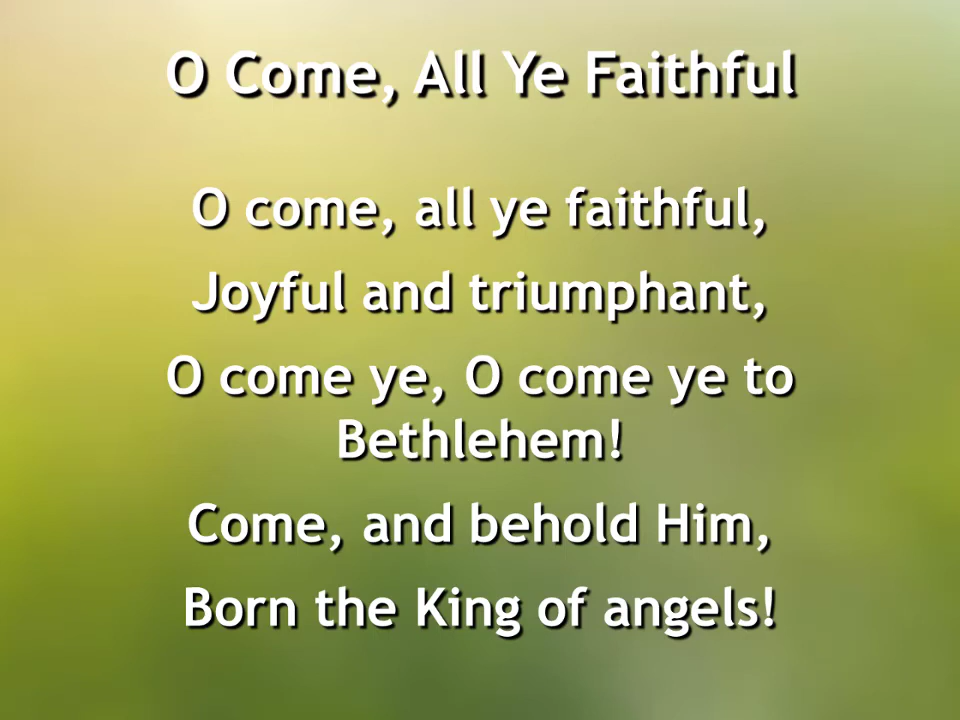 O Come, All Ye Faithful
O come, all ye faithful,
Joyful and triumphant,
O come ye, O come ye to
Bethlehem!
Come, and behold Him,
Born the King of angels!